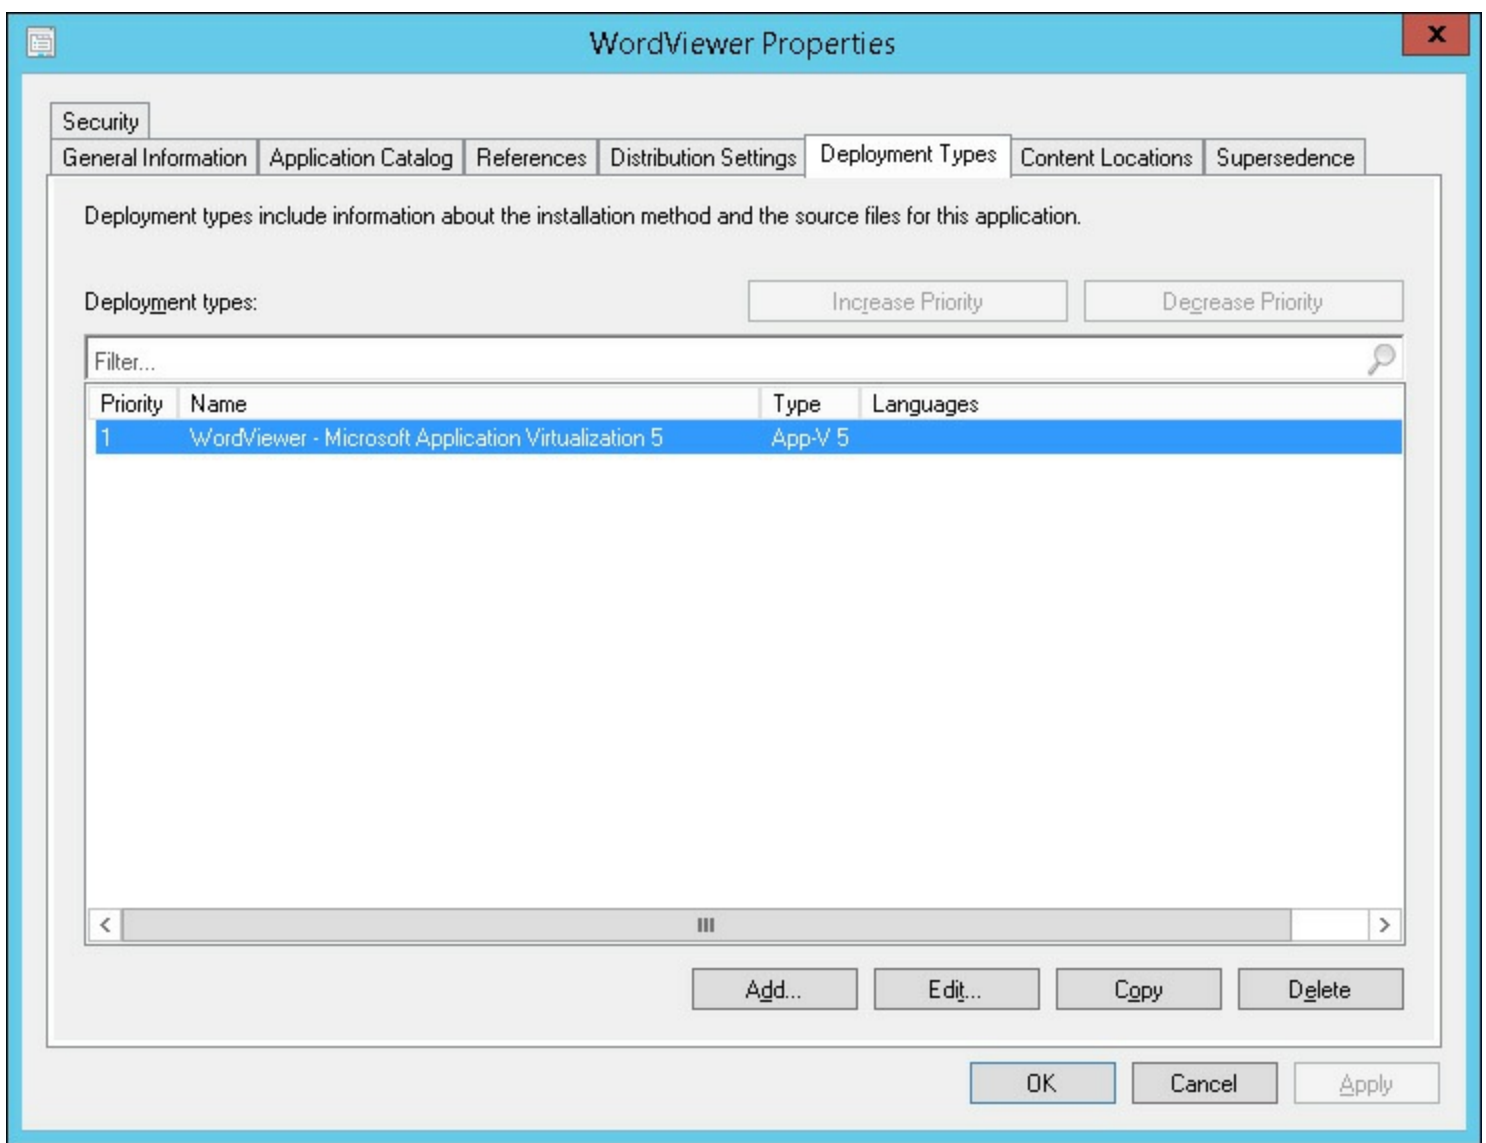 WordViewer Properties
x
Security
General Information Application Catalog References Distribution Settings Deployment Types Content Locations Supersedence
Deployment types include information about the installation method and the source files for this application.
Deployment types: Increase Priority Decrease Priority
Filter...
Priority Name Type Languages
1 WordViewer - Microsoft Application Virtualization 5 App-V 5
Add... Edit... Copy Delete
OK Cancel Apply